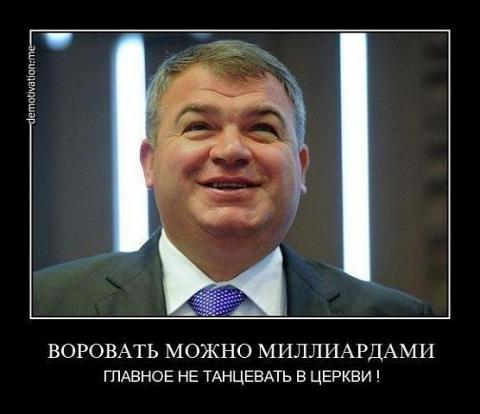 demotivation.me
ВОРОВАТЬ МОЖНО МИЛЛИАРДАМИ
ГЛАВНОЕ НЕ ТАНЦЕВАТЬ В ЦЕРКВИ !